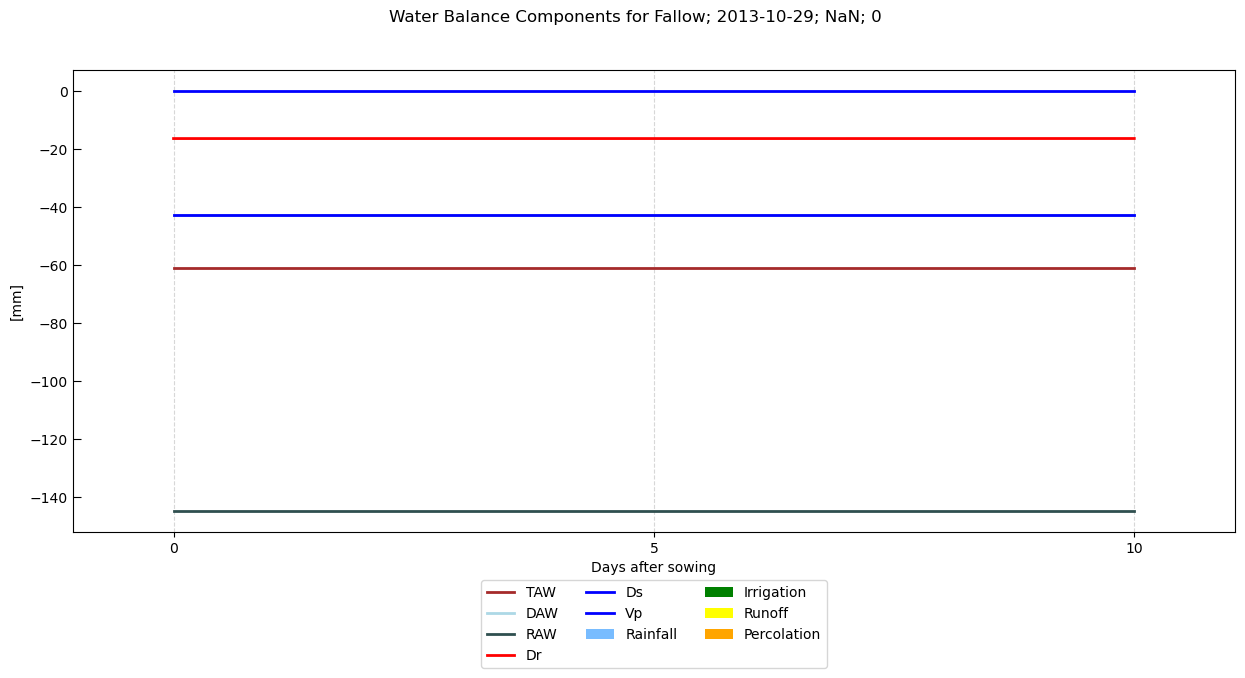 Water Balance Components for Fallow; 2013-10-29; NaN; 0
0
−20
−40
−60
−80
−100
−120
−140
[mm]
0 5 10
Days after sowing
TAW Ds Irrigation
DAW Vp Runoff
RAW Rainfall Percolation
Dr